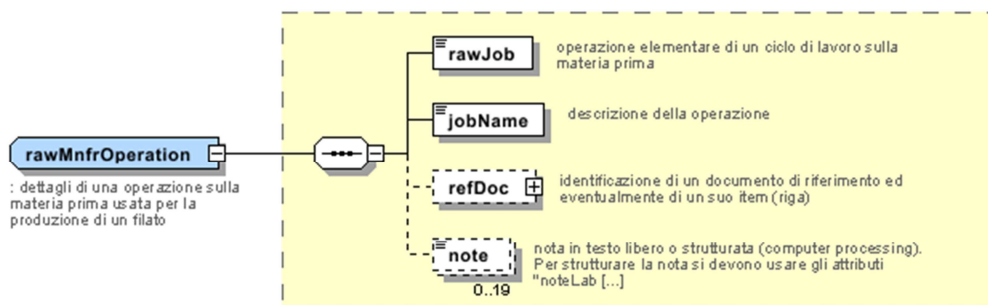 rawMnfrOperation
: dettagli di una operazione sulla
materia prima usata per la
produzione di un filato
rawJob
operazione elementare di un ciclo di lavoro sulla
materia prima
jobName
descrizione della operazione
refDoc
identificazione di un documento di riferimento ed
eventualmente di un suo item (riga)
note
0..19
nota in testo libero o strutturata (computer processing).
Per strutturare la nota si devono usare gli attributi
"noteLab [...]